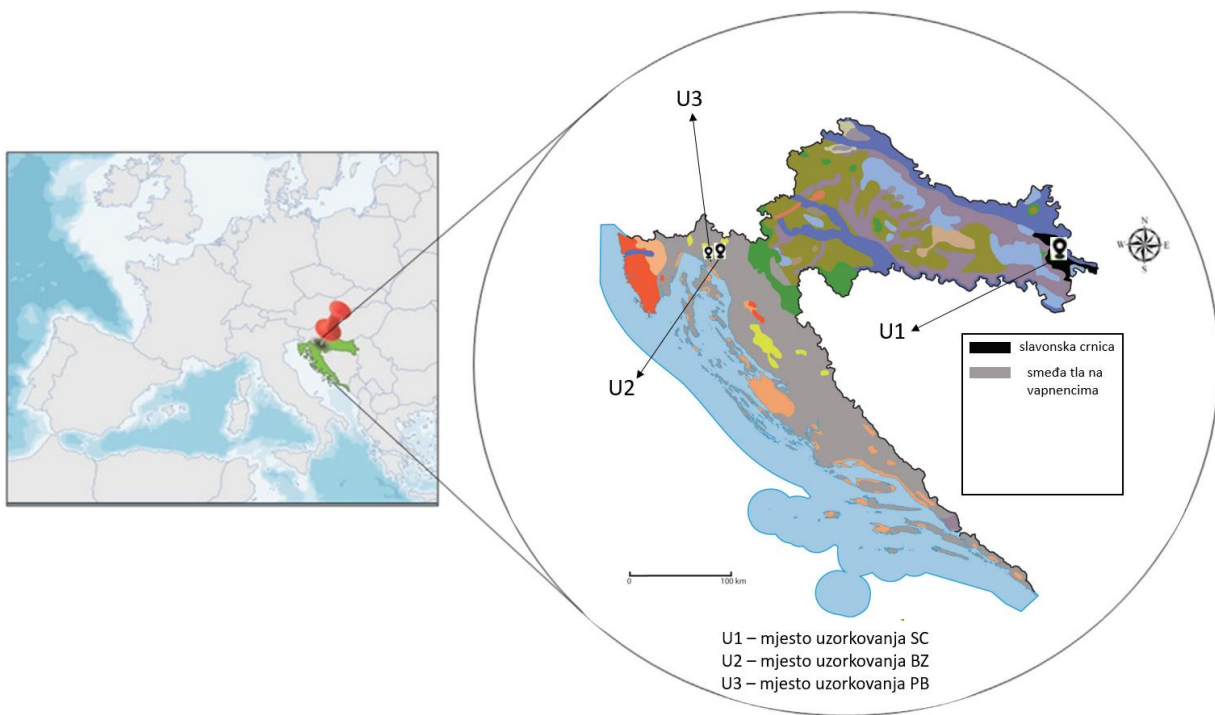 U3
U2
U1
N
W
E
S
slavonska crnica
smeđa tla na
vapnencima
0
100 km
U1 – mjesto uzorkovanja SC
U2 – mjesto uzorkovanja BZ
U3 – mjesto uzorkovanja PB